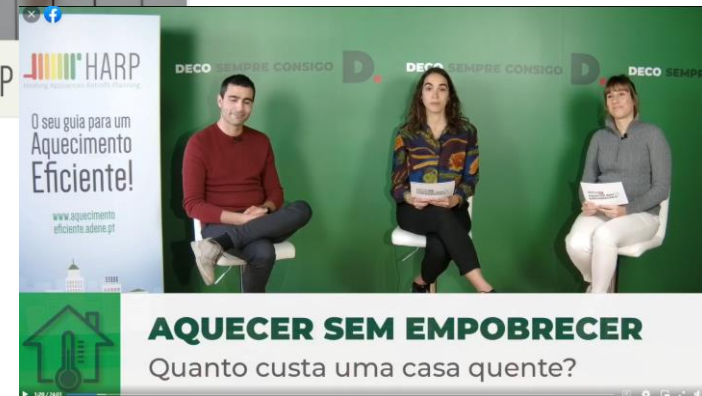 P
HARP
Heating Appliances Retrofit Planning
O seu guia para um
Aquecimento
Eficiente!
www.aquecimento
eficiente.adene.pt
DECO SEMPRE CONSIGO D.
DECO SEMPRE CONSIGO D.
DECO SEMPR
AQUECER SEM EMPOBRECER
Quanto custa uma casa quente?